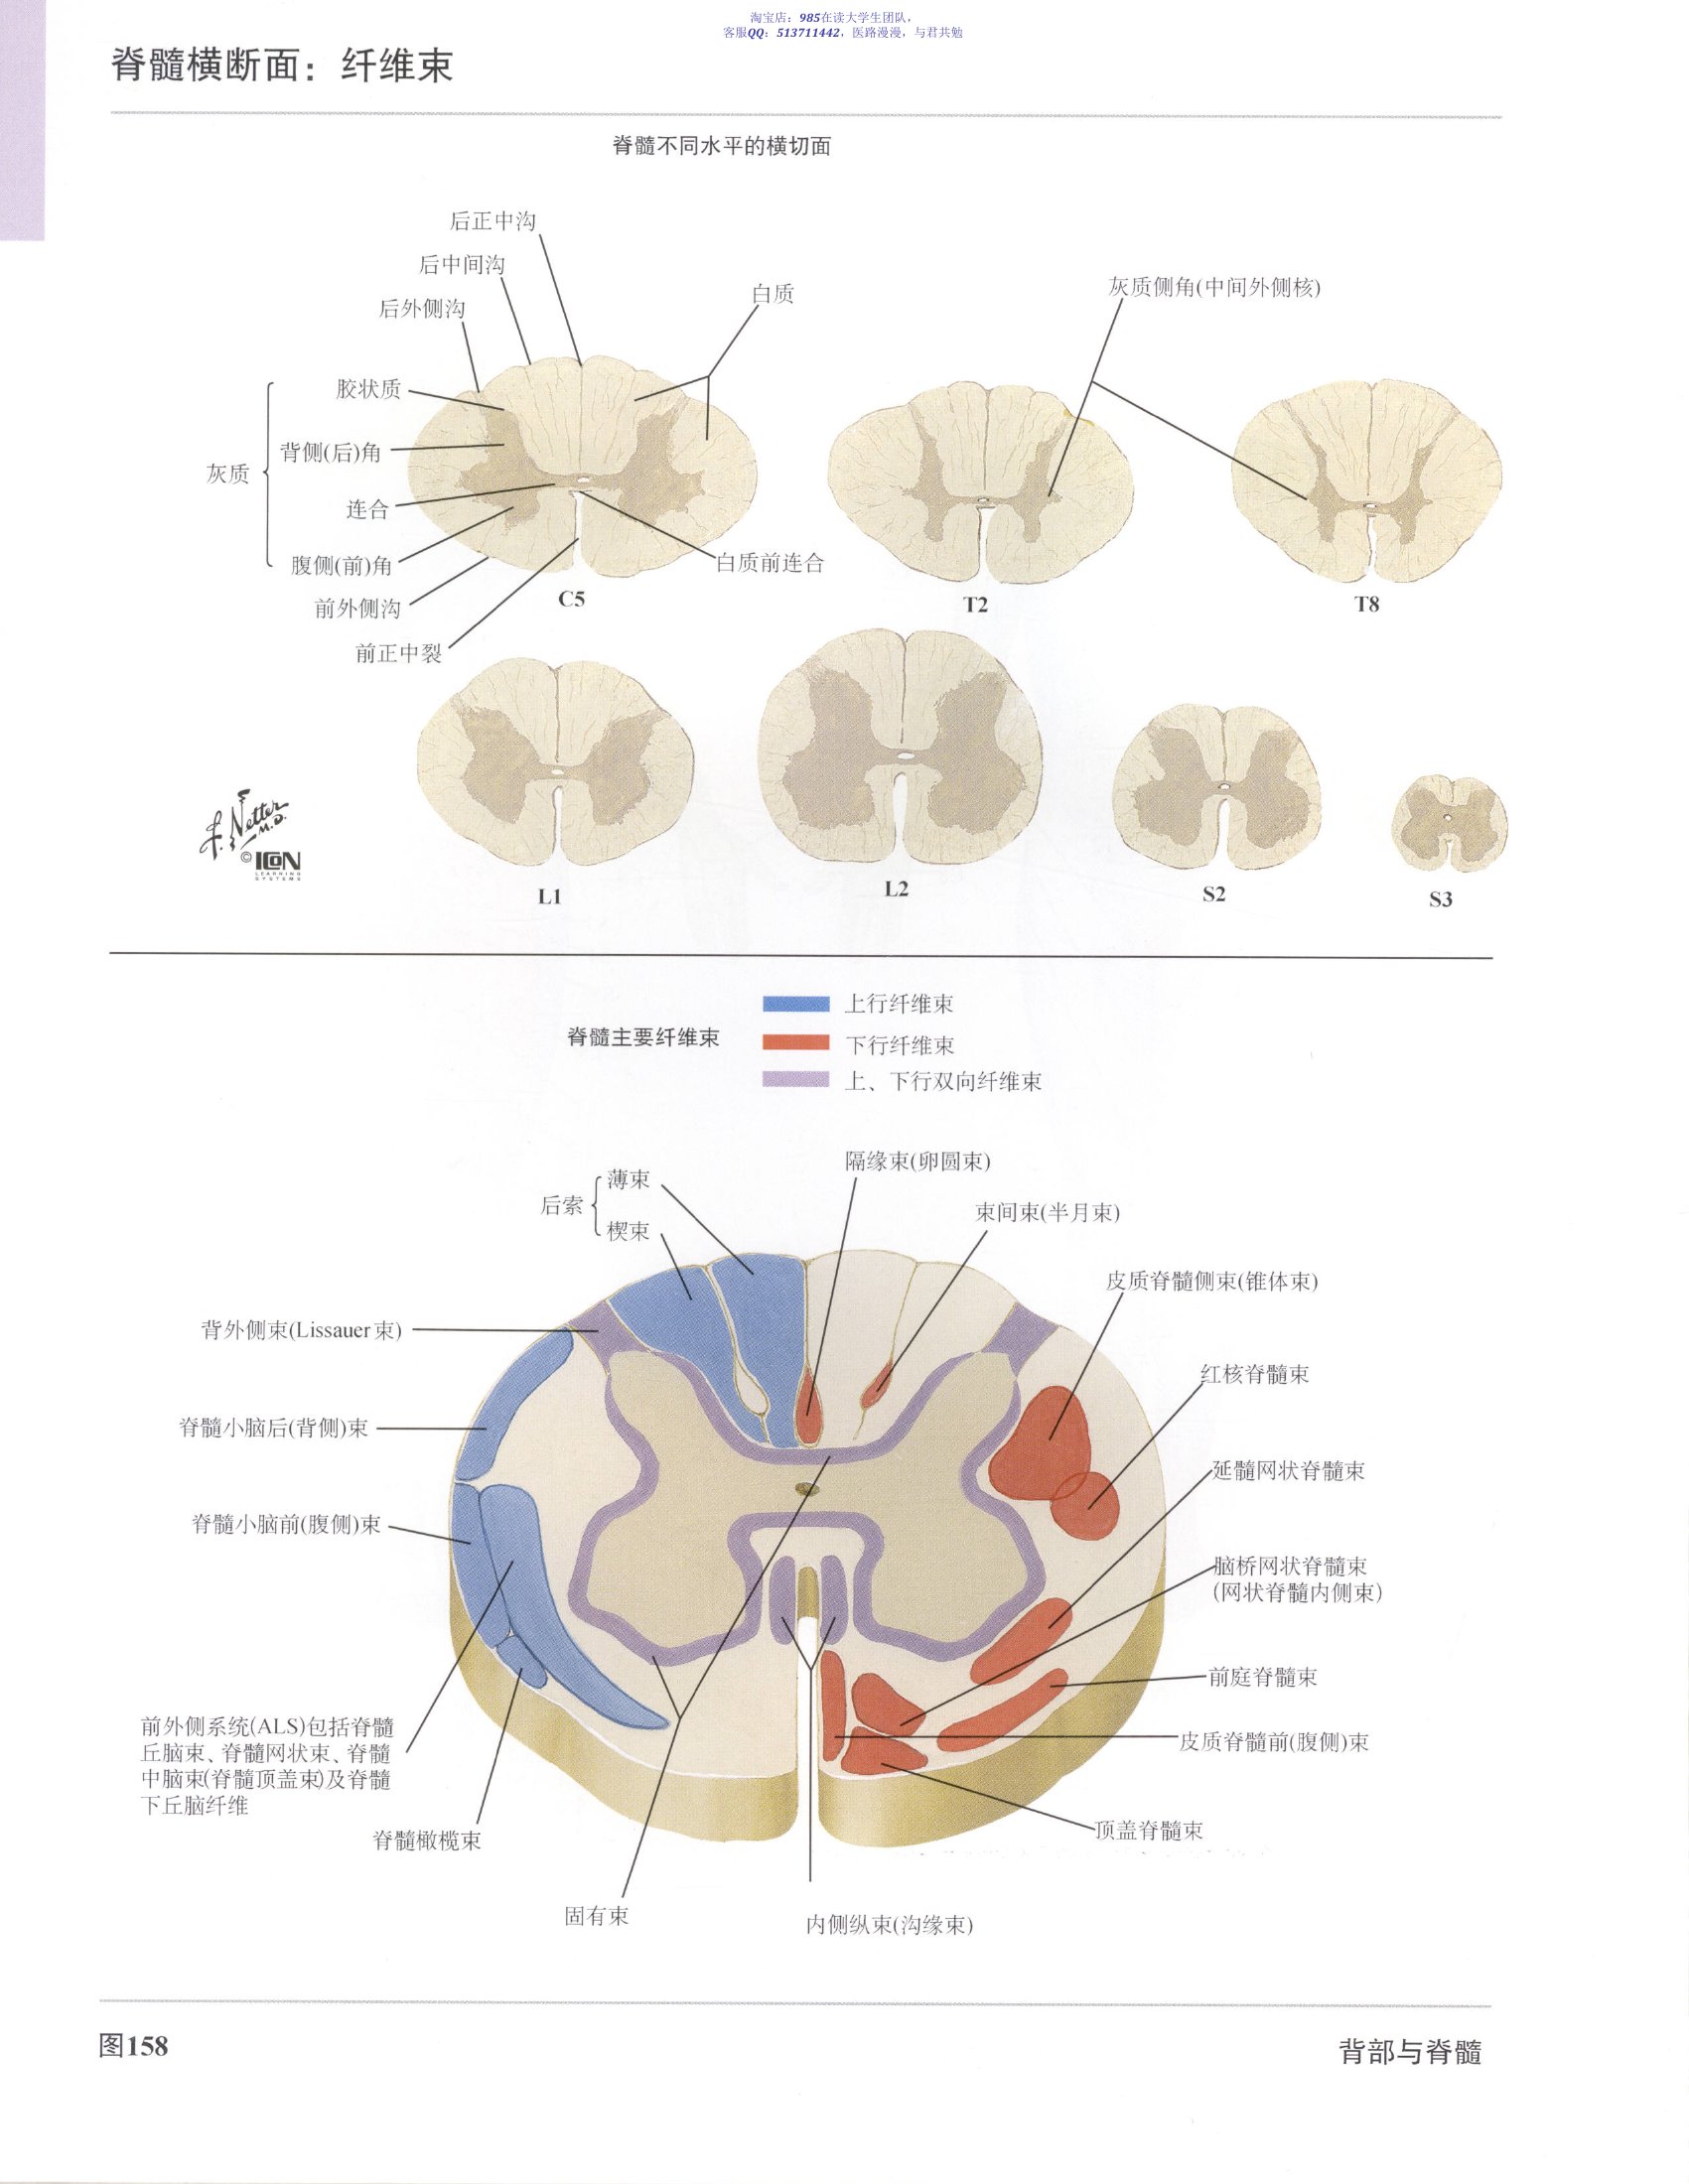 淘宝店：985在读大学生团队，
客服QQ：513711442，医路漫漫，与君共勉
脊髓横断面：纤维束
脊髓不同水平的横切面
后正中沟
后中间沟
后外侧沟
白质
灰质侧角(中间外侧核)
胶状质
背侧(后)角
灰质
连合
腹侧(前)角
白质前连合
前外侧沟
前正中裂
C5
T2
T8
F. Netter
M.D.
© ICON
LEARNING
SYSTEMS
L1
L2
S2
S3
脊髓主要纤维束
上行纤维束
下行纤维束
上、下行双向纤维束
后索
薄束
楔束
隔缘束(卵圆束)
束间束(半月束)
皮质脊髓侧束(锥体束)
背外侧束(Lissauer束)
红核脊髓束
脊髓小脑后(背侧)束
延髓网状脊髓束
脊髓小脑前(腹侧)束
脑桥网状脊髓束
(网状脊髓内侧束)
前庭脊髓束
前外侧系统(ALS)包括脊髓
丘脑束、脊髓网状束、脊髓
中脑束(脊髓顶盖束)及脊髓
下丘脑纤维
皮质脊髓前(腹侧)束
脊髓橄榄束
顶盖脊髓束
固有束
内侧纵束(沟缘束)
图158
背部与脊髓